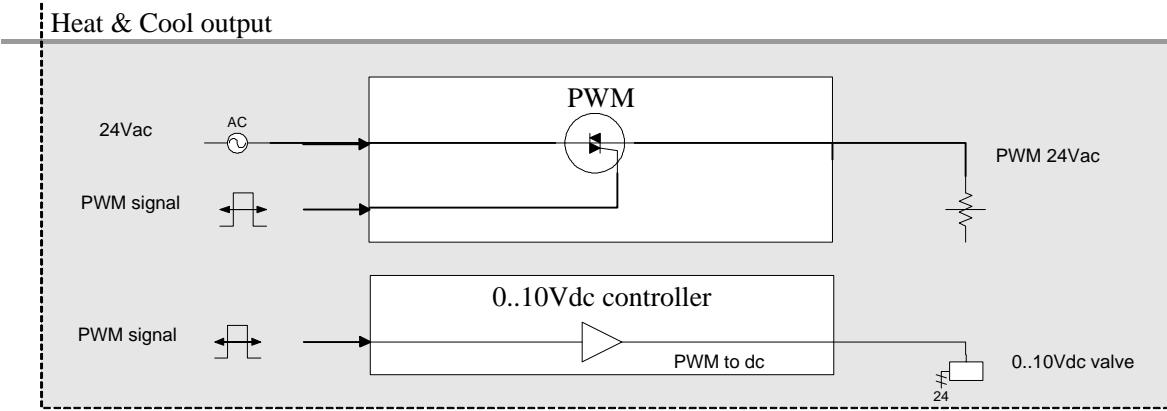 Heat & Cool output
PWM
24Vac
AC
PWM 24Vac
PWM signal
0..10Vdc controller
PWM signal
PWM to dc
0..10Vdc valve
24